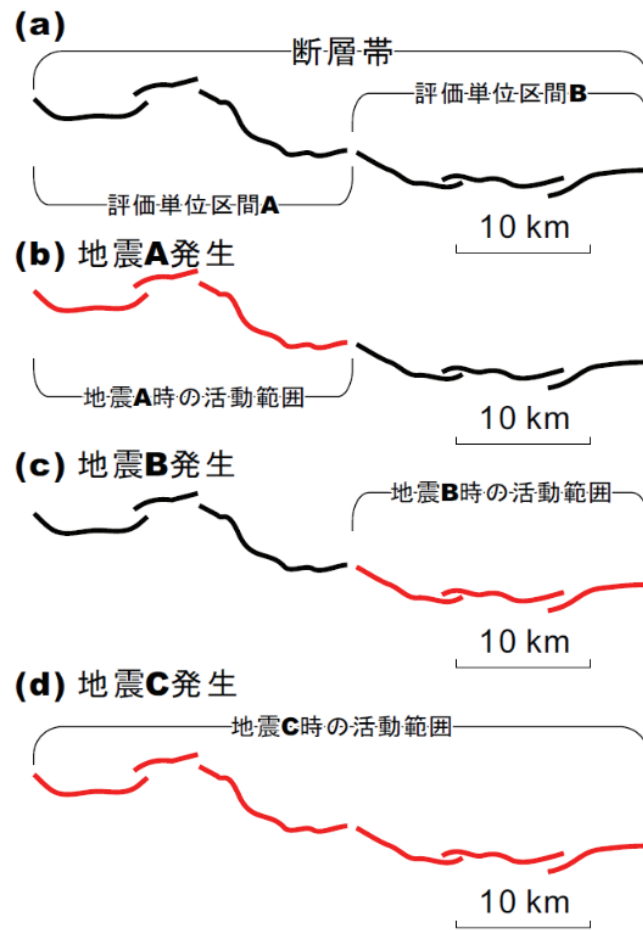 (a)
断層帯
評価単位区間B
評価単位区間A
10 km
(b) 地震A発生
地震A時の活動範囲
10 km
(c) 地震B発生
地震B時の活動範囲
10 km
(d) 地震C発生
地震C時の活動範囲
10 km